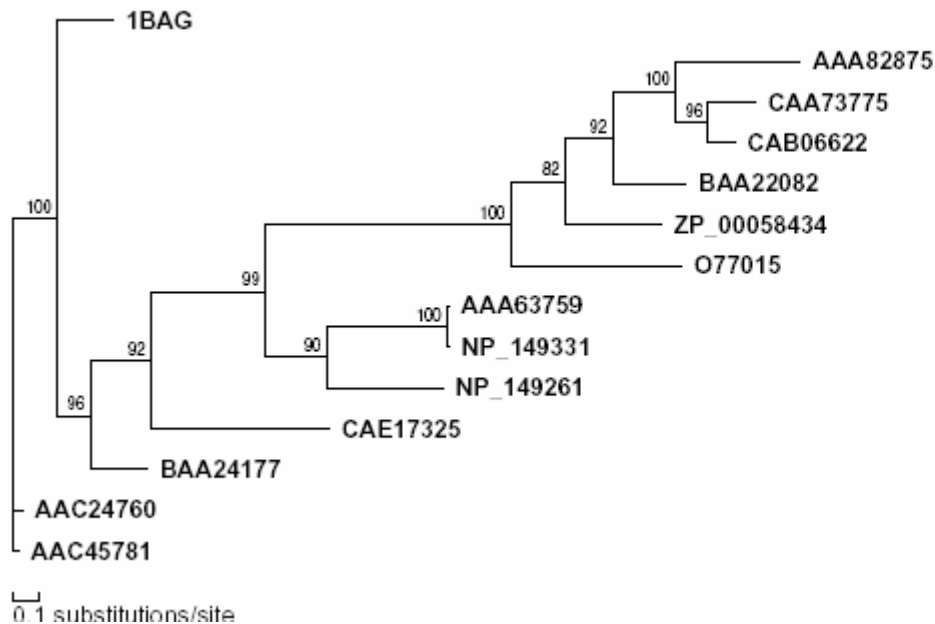 1BAG
AAA82875
100
CAA73775
96
92
CAB06622
82
BAA22082
100
100
ZP_00058434
O77015
99
AAA63759
100
NP_149331
90
92
NP_149261
96
CAE17325
BAA24177
AAC24760
AAC45781
0.1 substitutions/site